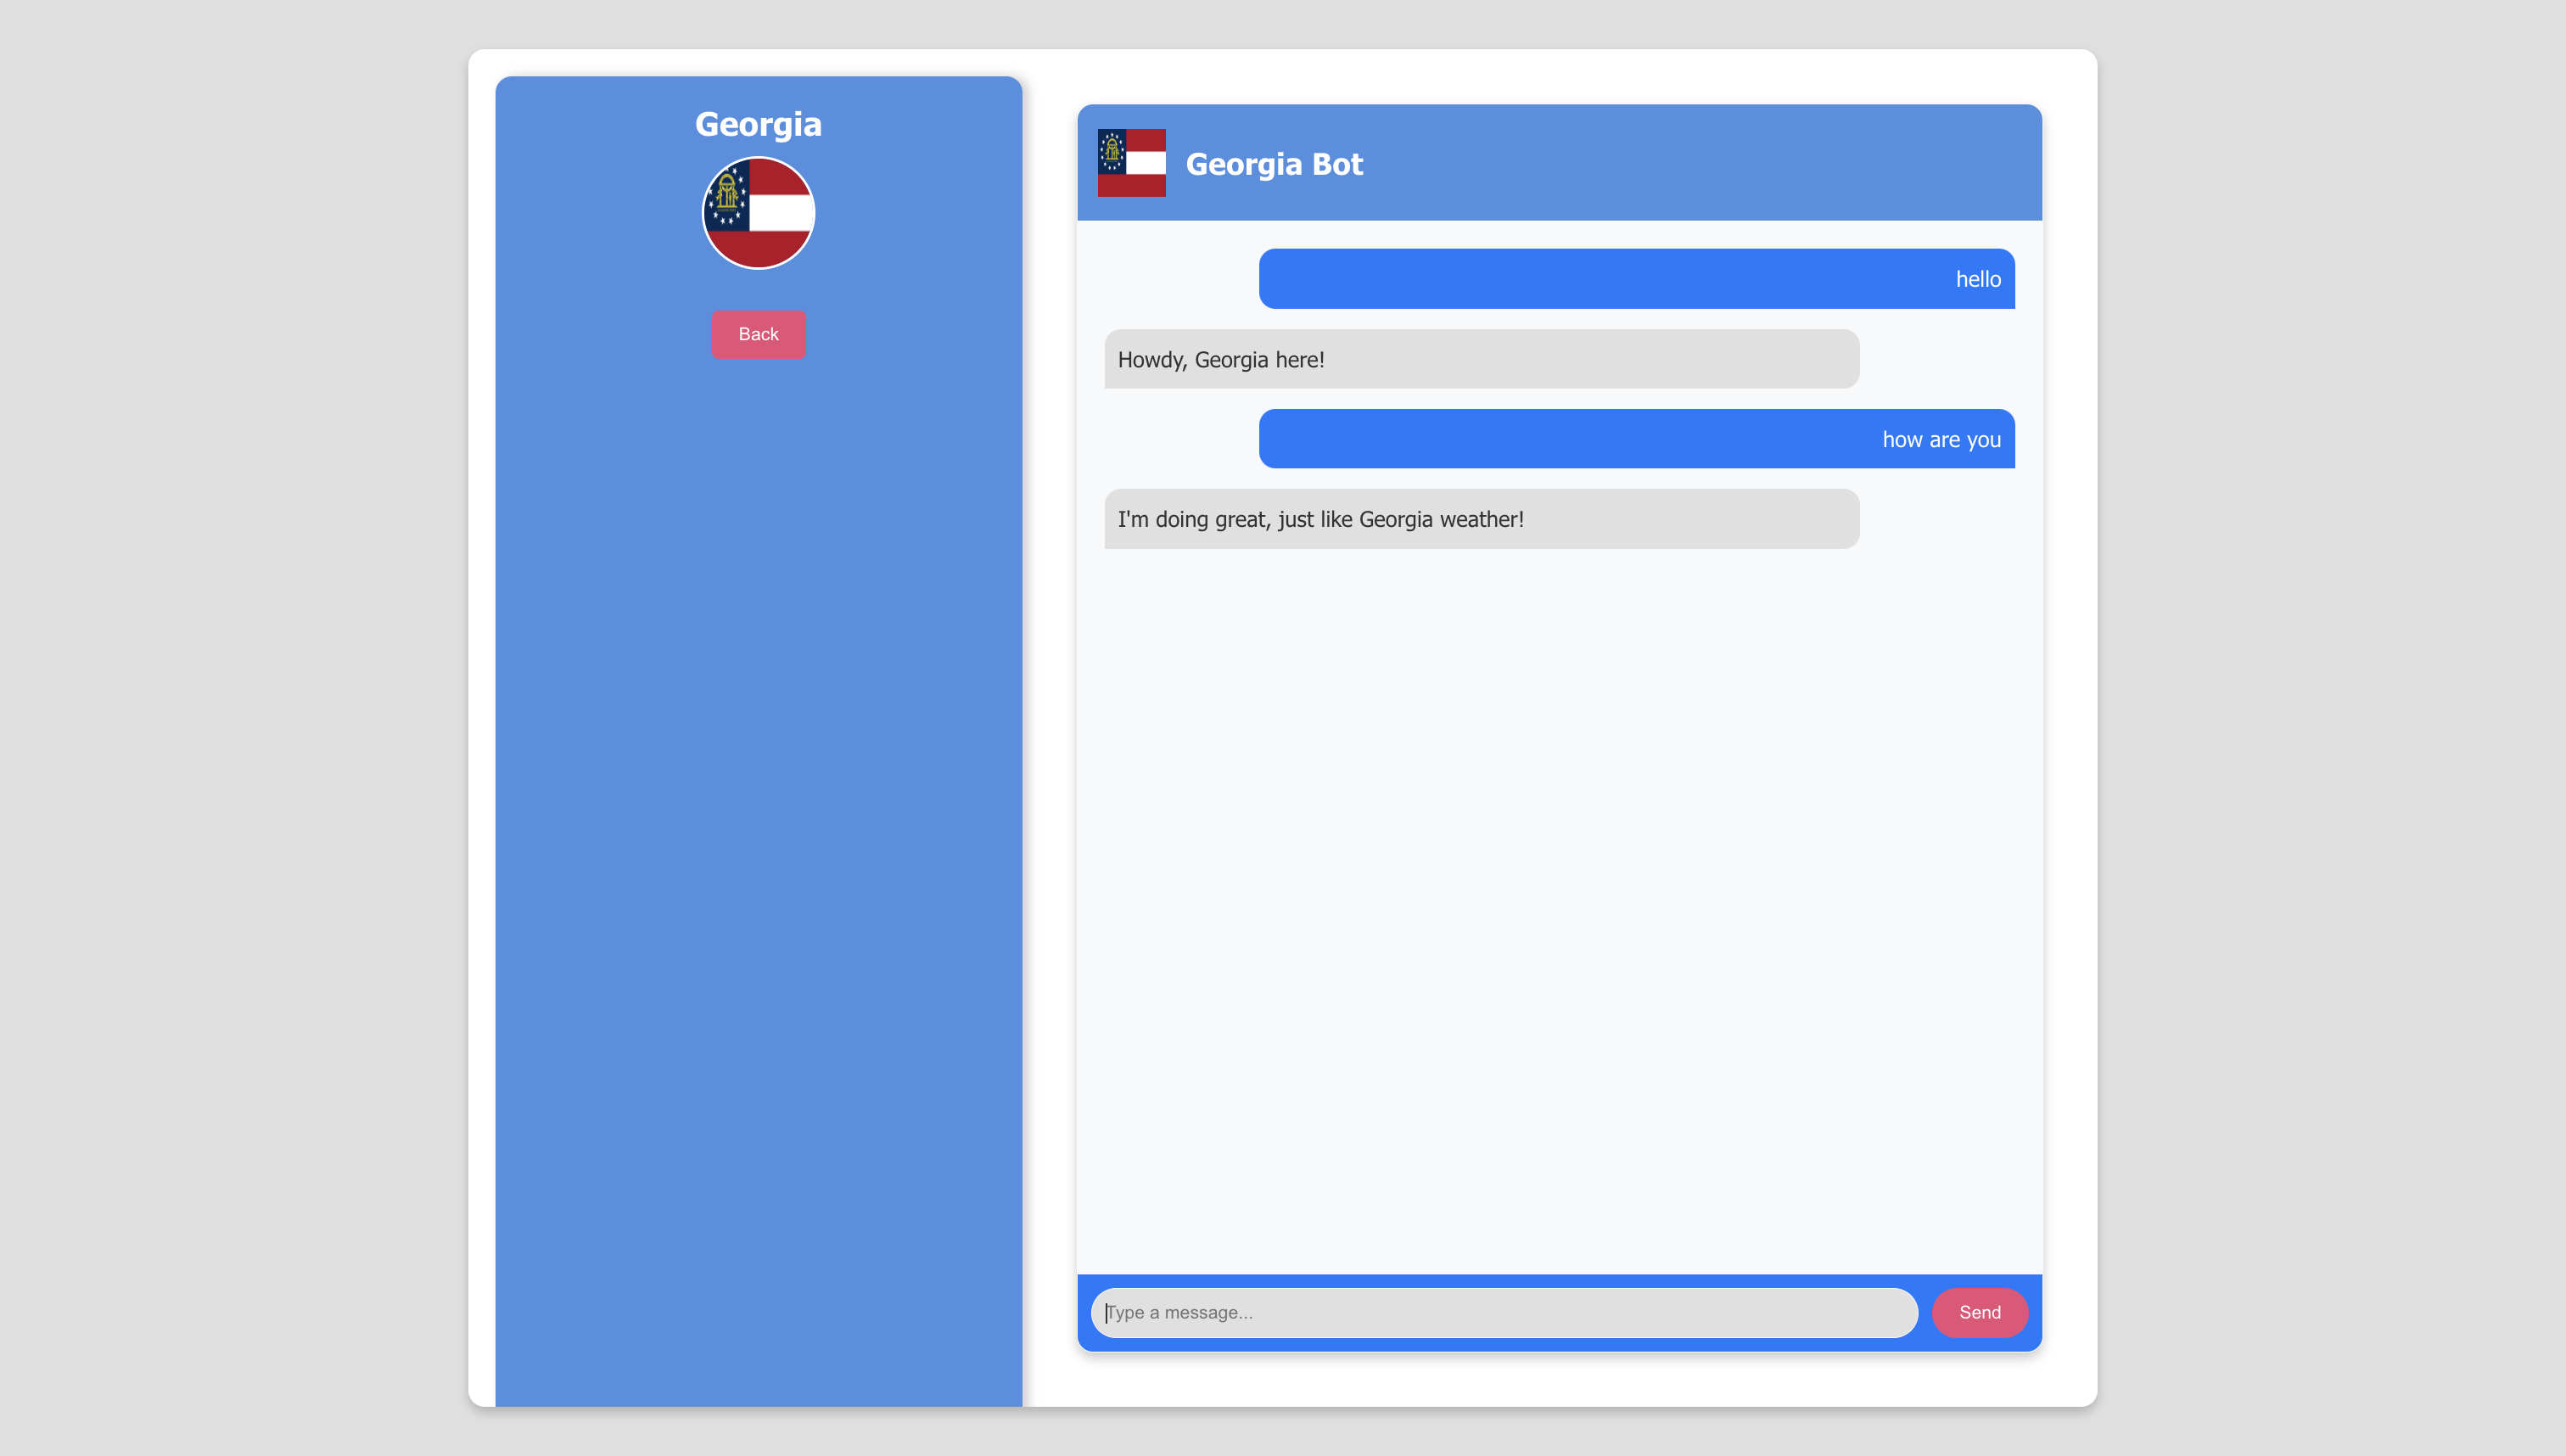 Georgia
Back
Georgia Bot
hello
Howdy, Georgia here!
how are you
I'm doing great, just like Georgia weather!
Type a message...
Send